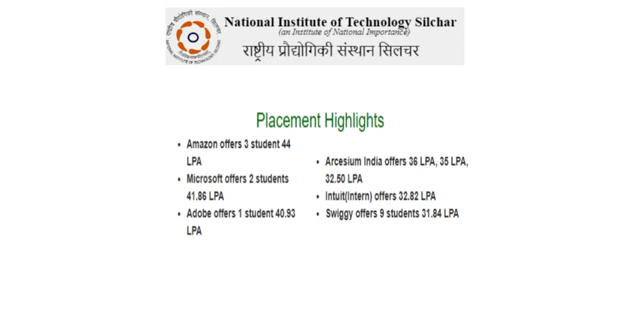 National Institute of Technology Silchar
(an Institute of National Importance)
राष्ट्रीय प्रौद्योगिकी संस्थान सिलचर
Placement Highlights
• Amazon offers 3 student 44
LPA
• Microsoft offers 2 students
41.86 LPA
• Adobe offers 1 student 40.93
LPA
• Arcesium India offers 36 LPA, 35 LPA,
32.50 LPA
• Intuit(Intern) offers 32.82 LPA
• Swiggy offers 9 students 31.84 LPA